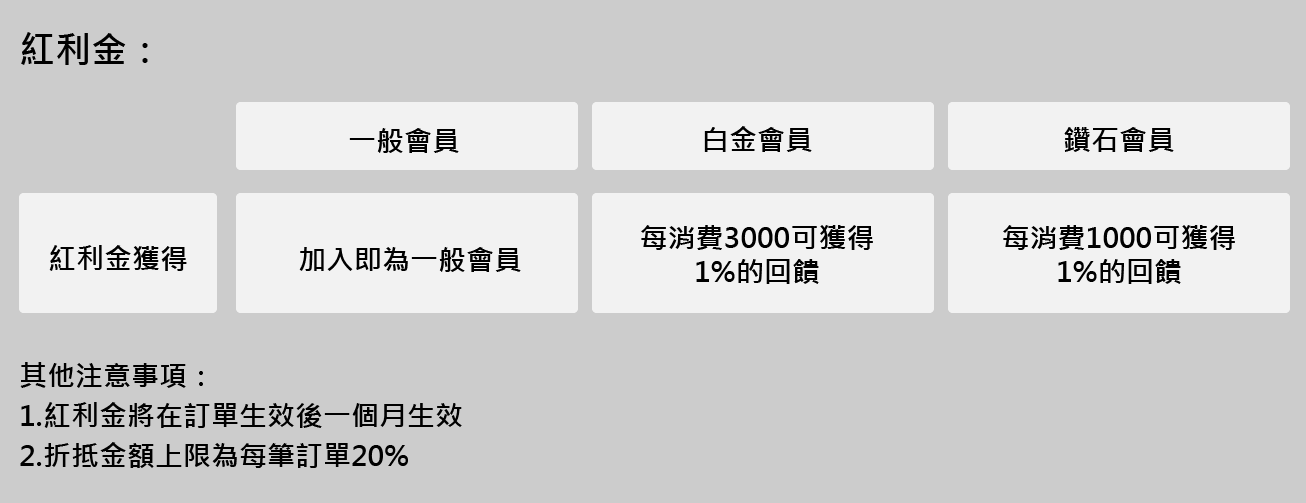 紅利金：
一般會員
白金會員
鑽石會員
紅利金獲得
加入即為一般會員
每消費3000可獲得
1%的回饋
每消費1000可獲得
1%的回饋
其他注意事項：
1.紅利金將在訂單生效後一個月生效
2.折抵金額上限為每筆訂單20%